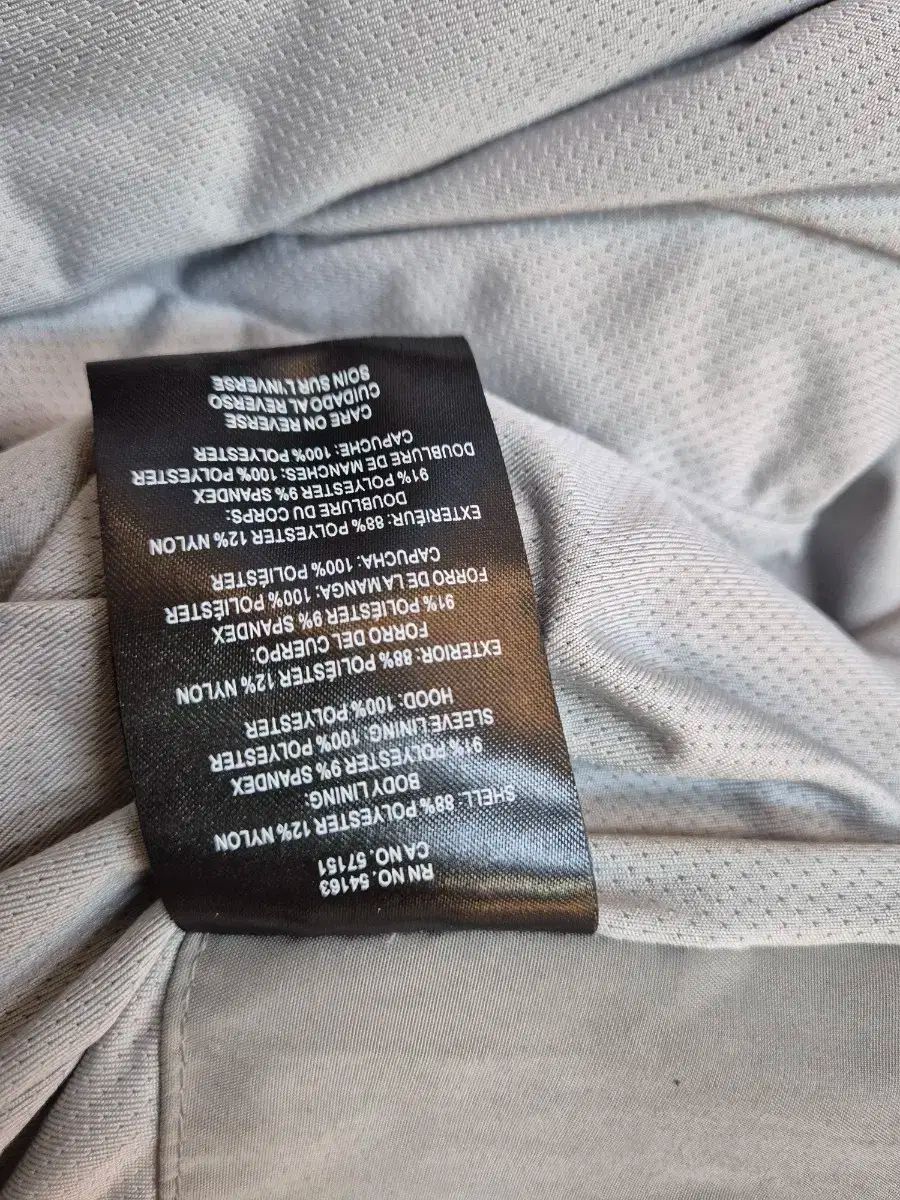 RN NO. 54163
CA NO. 57151
SHELL: 88% POLYESTER 12% NYLON
BODY LINING:
91% POLYESTER 9% SPANDEX
SLEEVE LINING: 100% POLYESTER
HOOD: 100% POLYESTER
EXTERIOR: 88% POLIÉSTER 12% NYLON
FORRO DEL CUERPO:
91% POLIÉSTER 9% SPANDEX
FORRO DE LA MANGA: 100% POLIÉSTER
CAPUCHA: 100% POLIÉSTER
EXTERIÉUR: 88% POLYESTER 12% NYLON
DOUBLURE DU CORPS:
91% POLYESTER 9% SPANDEX
DOUBLURE DE MANCHES: 100% POLYESTER
CAPUCHE: 100% POLYESTER
CARE ON REVERSE
CUIDADO AL REVERSO
SOIN SUR L'INVERSE